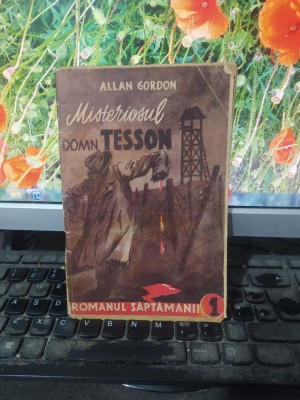 ALLAN GORDON
Misteriosul
DOMN TESSON
ROMANUL SĂPTĂMÂNII 1